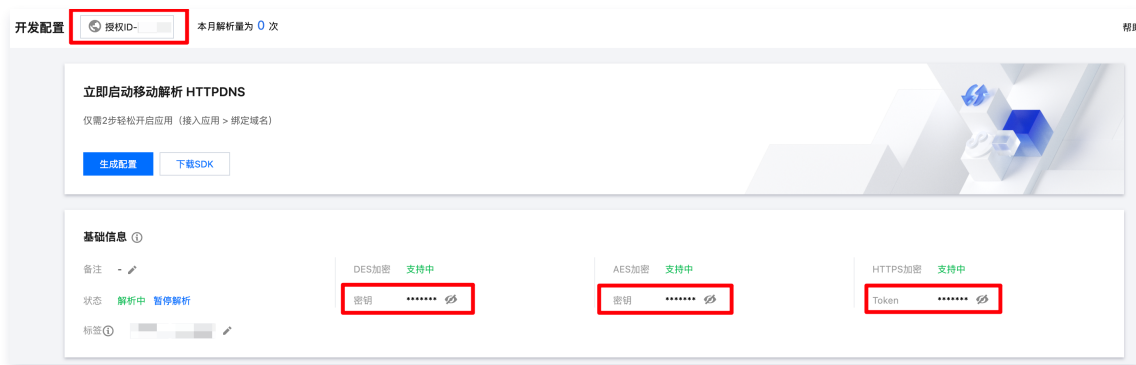 开发配置 授权ID- 本月解析量为 0 次 帮助
立即启动移动解析 HTTPDNS
仅需2步轻松开启应用（接入应用 > 绑定域名）
生成配置 下载SDK
基础信息
备注 - DES加密 支持中 AES加密 支持中 HTTPS加密 支持中
状态 解析中 暂停解析 密钥 ••••••• 密钥 ••••••• Token •••••••
标签